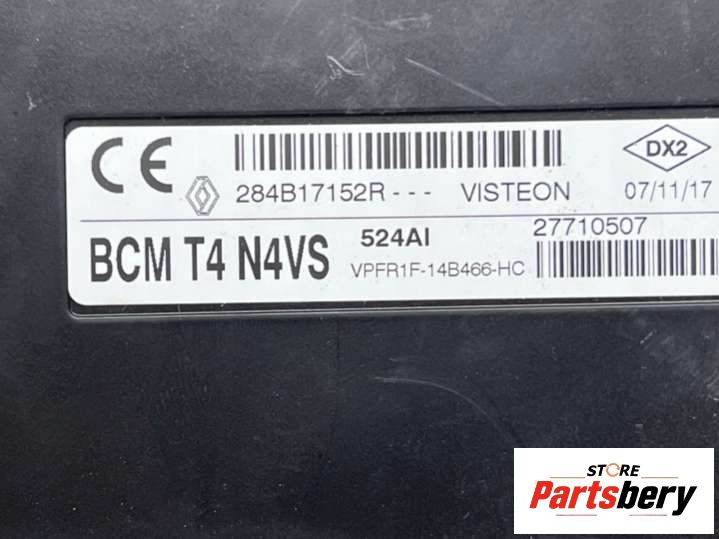 CE
DX2
284B17152R - - - VISTEON 07/11/17
BCM T4 N4VS 524AI 27710507
VPFR1F-14B466-HC
STORE
Partsbery